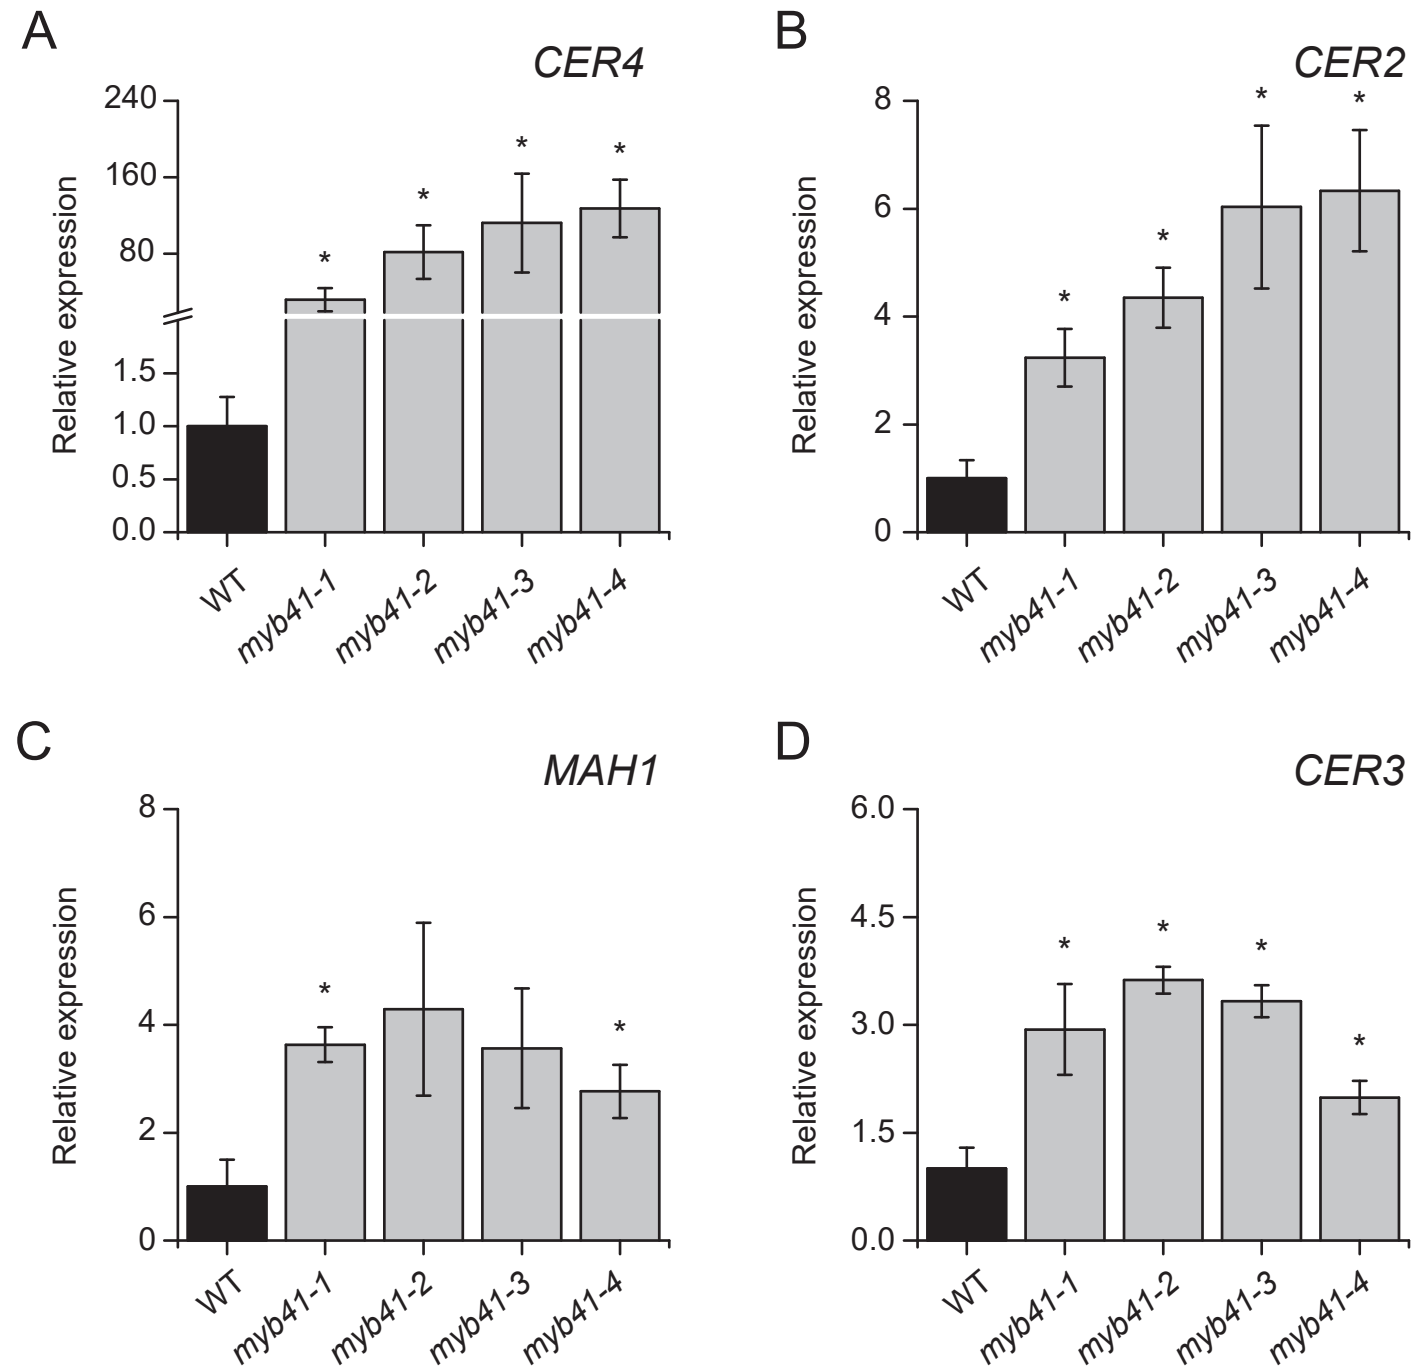 A
CER4
Relative expression
240
160
80
1.5
1.0
0.5
0.0
*
*
*
*
WT
myb41-1
myb41-2
myb41-3
myb41-4
B
CER2
Relative expression
8
6
4
2
0
*
*
*
*
WT
myb41-1
myb41-2
myb41-3
myb41-4
C
MAH1
Relative expression
8
6
4
2
0
*
*
WT
myb41-1
myb41-2
myb41-3
myb41-4
D
CER3
Relative expression
6.0
4.5
3.0
1.5
0.0
*
*
*
*
WT
myb41-1
myb41-2
myb41-3
myb41-4